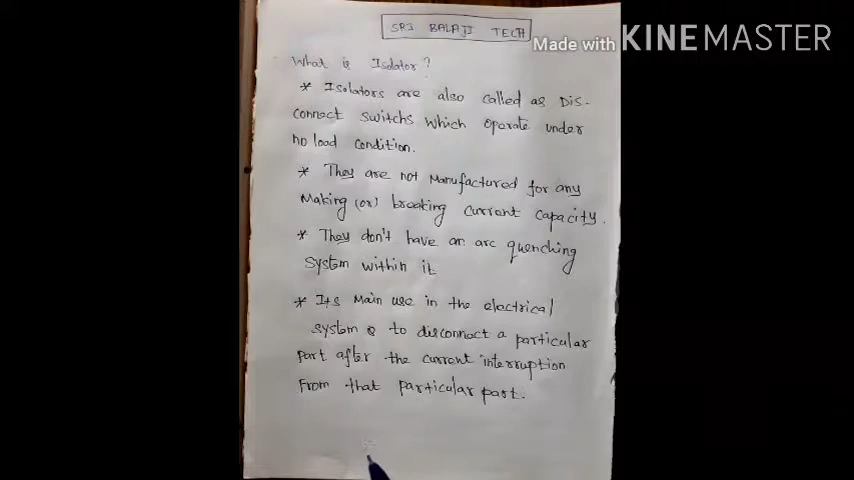 SRI BALAJI TECH
Made with KINEMASTER
What is Isolator?
* Isolators are also called as Dis-
connect switchs which operate under
no load condition.
* They are not Manufactured for any
Making (or) breaking current capacity.
* They don't have an arc quenching
system within it
* Its Main use in the electrical
system is to disconnect a particular
part after the current interruption
From that particular part.